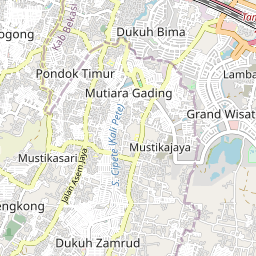 Dukuh Bima
ogong
Kab Bekasi
Pondok Timur
Lamba
Mutiara Gading
Grand Wisat
S. Cipete (Kali Pete)
Mustikajaya
Mustikasari
Jalan Asem Jaya
engkong
Dukuh Zamrud